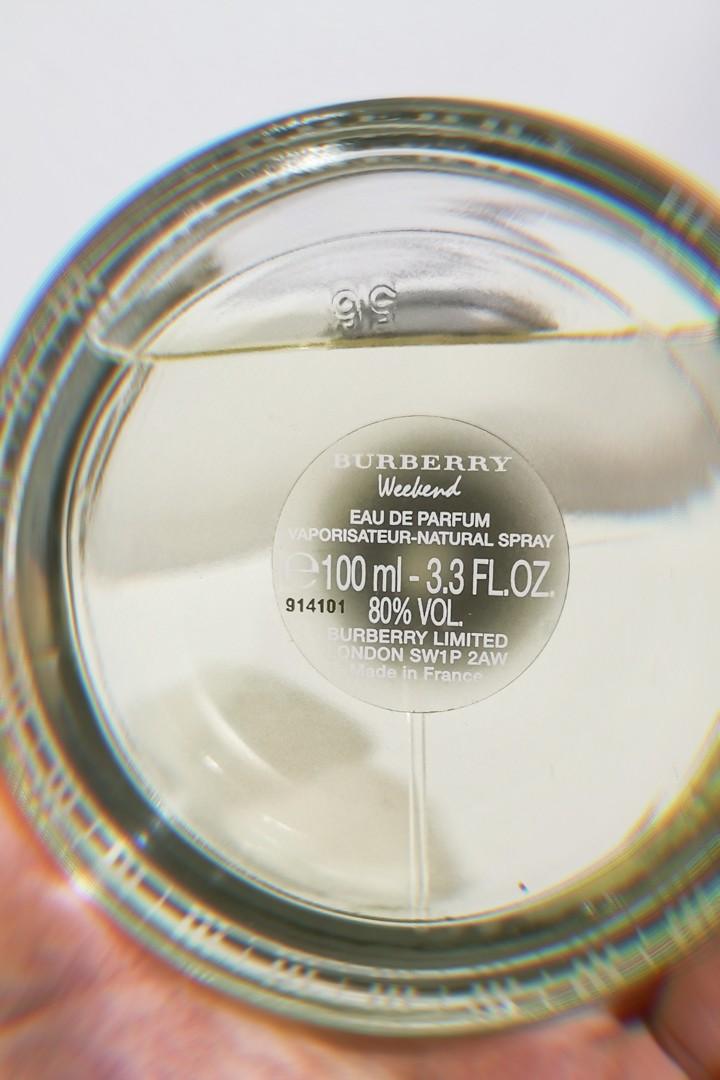 BURBERRY
Weekend
EAU DE PARFUM
VAPORISATEUR-NATURAL SPRAY
℮ 100 ml - 3.3 FL.OZ.
914101 80% VOL.
BURBERRY LIMITED
LONDON SW1P 2AW
Made in France